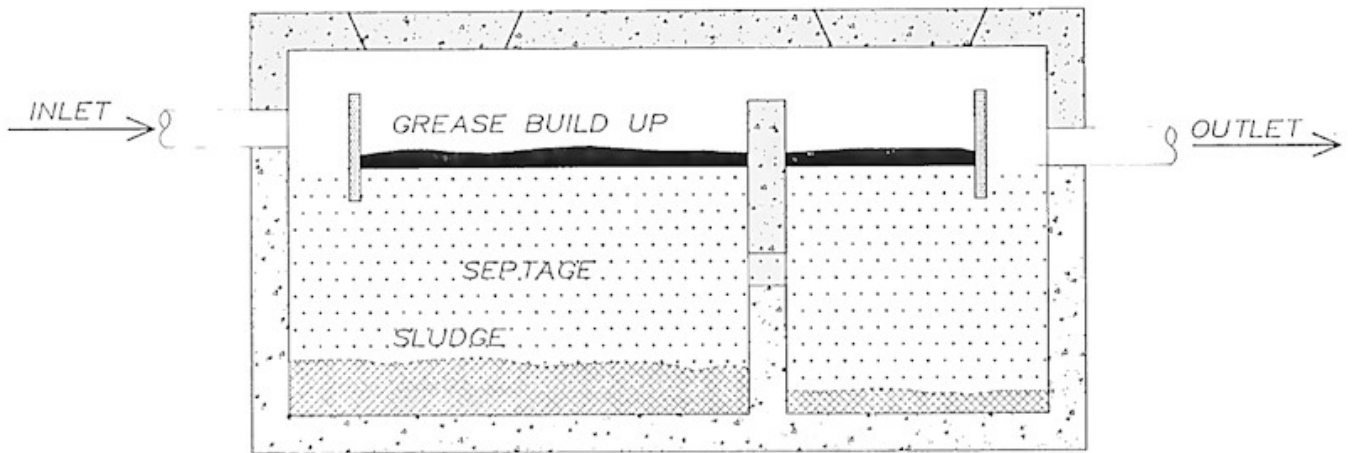 INLET
GREASE BUILD UP
OUTLET
SEPTAGE
SLUDGE